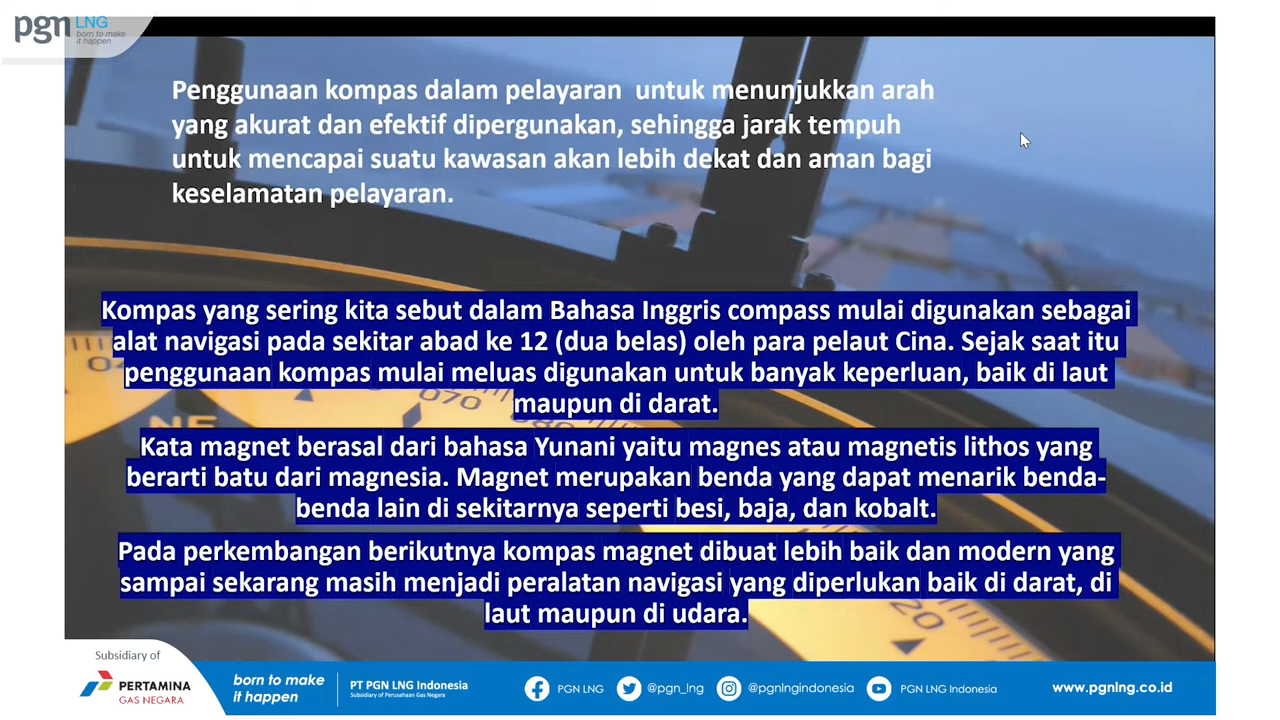 pgn LNG
born to make
it happen
Penggunaan kompas dalam pelayaran untuk menunjukkan arah
yang akurat dan efektif dipergunakan, sehingga jarak tempuh
untuk mencapai suatu kawasan akan lebih dekat dan aman bagi
keselamatan pelayaran.
Kompas yang sering kita sebut dalam Bahasa Inggris compass mulai digunakan sebagai
alat navigasi pada sekitar abad ke 12 (dua belas) oleh para pelaut Cina. Sejak saat itu
penggunaan kompas mulai meluas digunakan untuk banyak keperluan, baik di laut
maupun di darat.
Kata magnet berasal dari bahasa Yunani yaitu magnes atau magnetis lithos yang
berarti batu dari magnesia. Magnet merupakan benda yang dapat menarik benda-
benda lain di sekitarnya seperti besi, baja, dan kobalt.
Pada perkembangan berikutnya kompas magnet dibuat lebih baik dan modern yang
sampai sekarang masih menjadi peralatan navigasi yang diperlukan baik di darat, di
laut maupun di udara.
070
20
Subsidiary of
PERTAMINA
GAS NEGARA
born to make
it happen
PT PGN LNG Indonesia
Subsidiary of Perusahaan Gas Negara
PGN LNG
@pgn_lng
@pgnlngindonesia
PGN LNG Indonesia
www.pgnlng.co.id